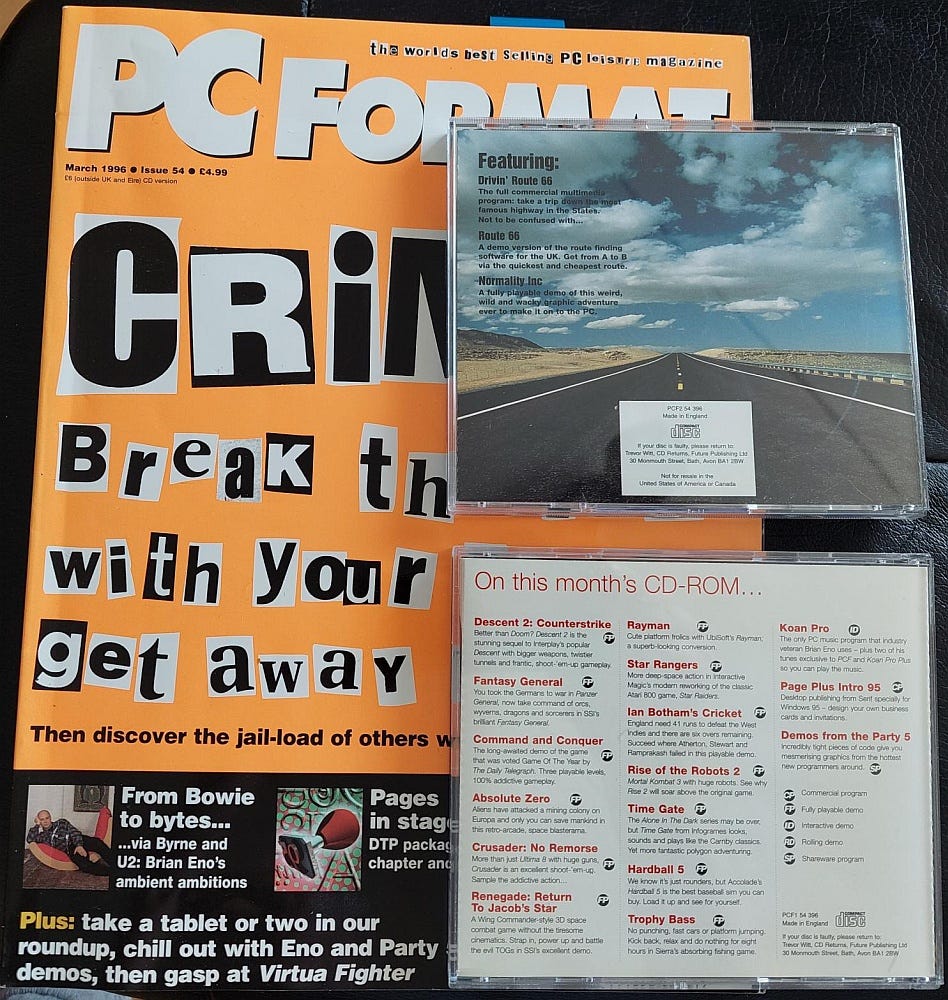 the worlds best selling PC leisure magazine
PC FORMAT
March 1996 ● Issue 54 ● £4.99
£6 (outside UK and Eire) CD version
CRiM
Break th
with your
get away
Then discover the jail-load of others w
From Bowie
to bytes...
...via Byrne and
U2: Brian Eno's
ambient ambitions
Pages
in stag
DTP packag
chapter and
Plus: take a tablet or two in our
roundup, chill out with Eno and Party
demos, then gasp at Virtua Fighter
Featuring:
Drivin' Route 66
The full commercial multimedia
program: take a trip down the most
famous highway in the States.
Not to be confused with...
Route 66
A demo version of the route finding
software for the UK. Get from A to B
via the quickest and cheapest route.
Normality Inc
A fully playable demo of this weird,
wild and wacky graphic adventure
ever to make it on to the PC.
PCF2 54 396
Made in England
COMPACT
disc
If your disc is faulty, please return to:
Trevor Witt, CD Returns, Future Publishing Ltd
30 Monmouth Street, Bath, Avon BA1 2BW
Not for resale in the
United States of America or Canada
On this month's CD-ROM...
Descent 2: Counterstrike
Better than Doom? Descent 2 is the FP
stunning sequel to Interplay's popular
Descent with bigger weapons, twistier
tunnels and frantic, shoot-'em-up gameplay.
Fantasy General FP
You took the Germans to war in Panzer
General, now take command of orcs,
wyverns, dragons and sorcerers in SSI's
brilliant Fantasy General.
Command and Conquer
The long-awaited demo of the game FP
that was voted Game Of The Year by
The Daily Telegraph. Three playable levels,
100% addictive gameplay.
Absolute Zero FP
Aliens have attacked a mining colony on
Europa and only you can save mankind in
this retro-arcade, space blasterama.
Crusader: No Remorse
More than just Ultima 8 with huge guns, FP
Crusader is an excellent shoot-'em-up.
Sample the addictive action...
Renegade: Return FP
To Jacob's Star
A Wing Commander-style 3D space
combat game without the tiresome
cinematics. Strap in, power up and battle
the evil TOGs in SSI's excellent demo.
Rayman FP
Cute platform frolics with UbiSoft's Rayman;
a superb-looking conversion.
Star Rangers FP
More deep-space action in Interactive
Magic's modern reworking of the classic
Atari 800 game, Star Raiders.
Ian Botham's Cricket FP
England need 41 runs to defeat the West
Indies and there are six overs remaining.
Succeed where Atherton, Stewart and
Ramprakash failed in this playable demo.
Rise of the Robots 2 FP
Mortal Kombat 3 with huge robots. See why
Rise 2 will soar above the original game.
Time Gate FP
The Alone In The Dark series may be over,
but Time Gate from Infogrames looks,
sounds and plays like the Carnby classics.
Yet more fantastic polygon adventuring.
Hardball 5 FP
We know it's just rounders, but Accolade's
Hardball 5 is the best baseball sim you can
buy. Load it up and see for yourself.
Trophy Bass FP
No punching, fast cars or platform jumping.
Kick back, relax and do nothing for eight
hours in Sierra's absorbing fishing game.
Koan Pro ID
The only PC music program that industry
veteran Brian Eno uses – plus two of his
tunes exclusive to PCF and Koan Pro Plus
so you can play the music.
Page Plus Intro 95 CP
Desktop publishing from Serif specially for
Windows 95 – design your own business
cards and invitations.
Demos from the Party 5
Incredibly tight pieces of code give you
mesmerising graphics from the hottest
new programmers around. SP
CP Commercial program
FP Fully playable demo
ID Interactive demo
RD Rolling demo
SP Shareware program
PCF1 54 396
Made in England
COMPACT
disc
If your disc is faulty, please return to:
Trevor Witt, CD Returns, Future Publishing Ltd
30 Monmouth Street, Bath, Avon BA1 2BW